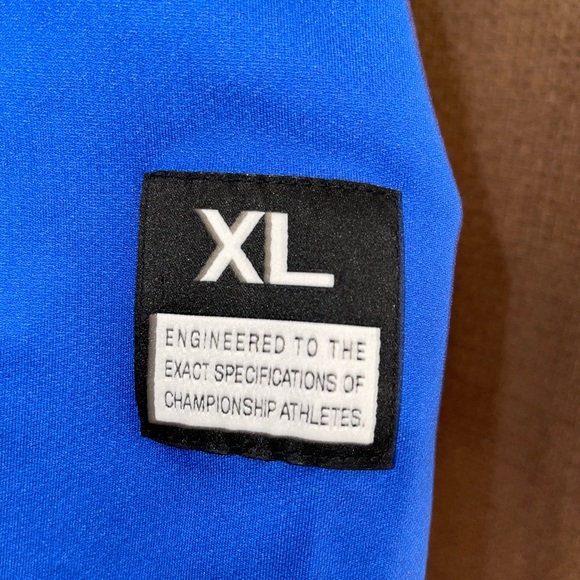 XL
ENGINEERED TO THE
EXACT SPECIFICATIONS OF
CHAMPIONSHIP ATHLETES.